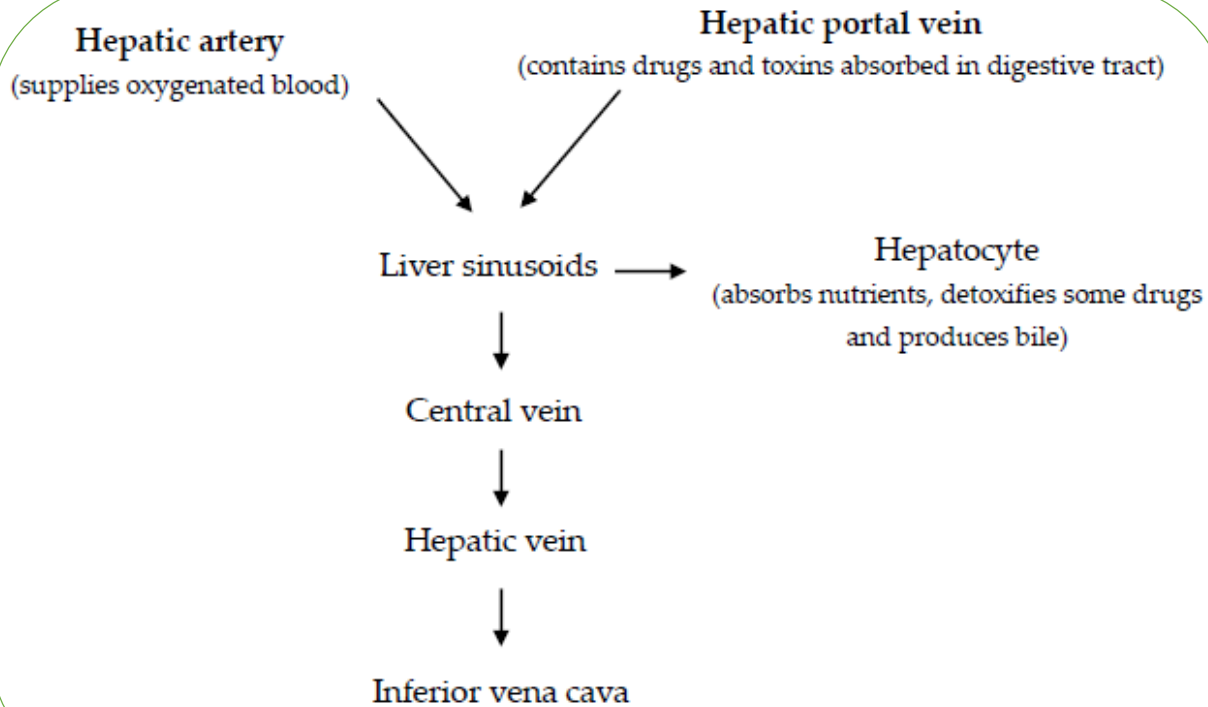 Hepatic artery
(supplies oxygenated blood)
Hepatic portal vein
(contains drugs and toxins absorbed in digestive tract)
Liver sinusoids
Hepatocyte
(absorbs nutrients, detoxifies some drugs
and produces bile)
Central vein
Hepatic vein
Inferior vena cava